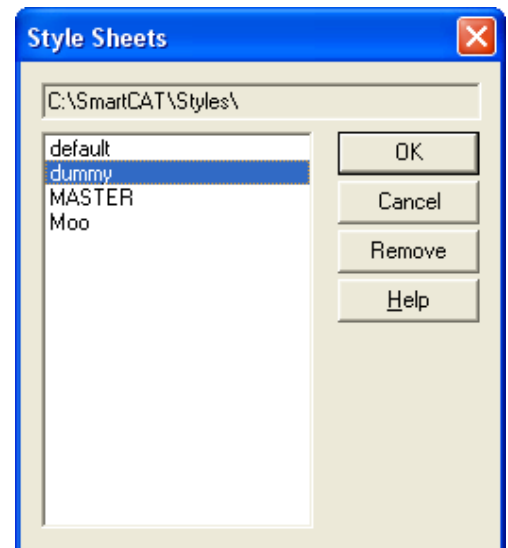 Style Sheets
C:\SmartCAT\Styles\
default
dummy
MASTER
Moo
OK
Cancel
Remove
Help